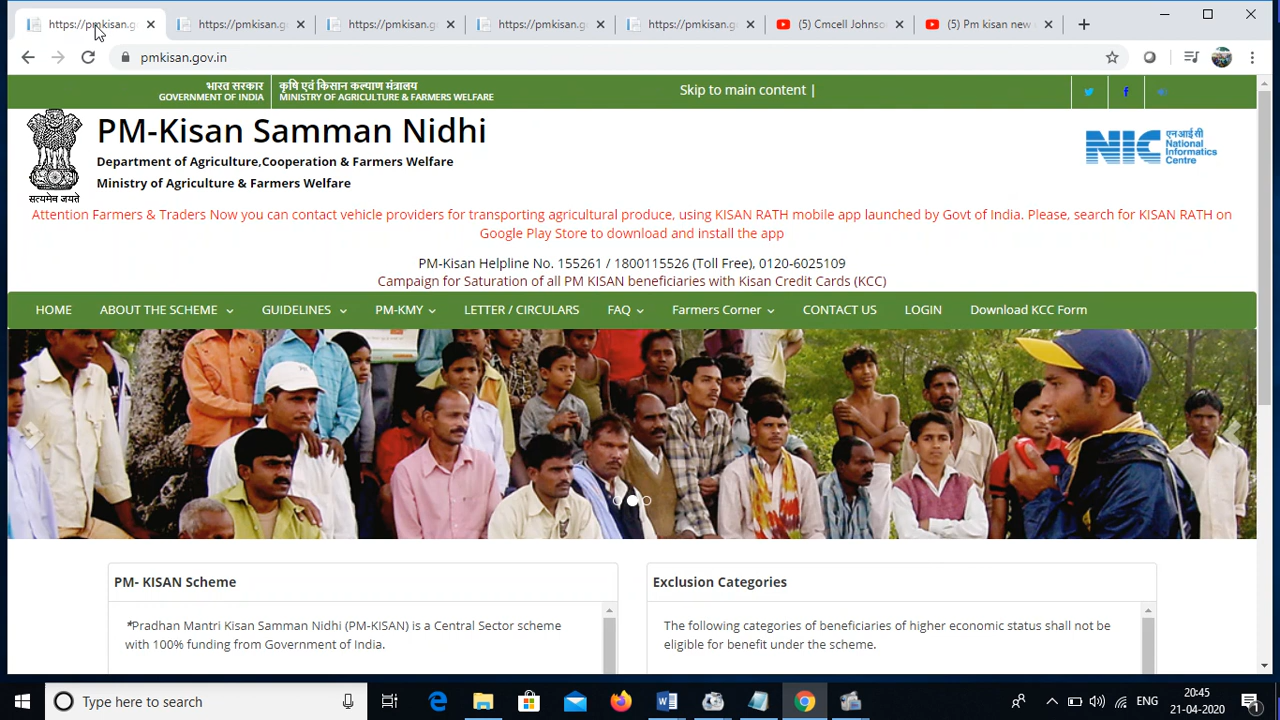 https://pmkisan.g
https://pmkisan.go
https://pmkisan.go
https://pmkisan.go
https://pmkisan.go
(5) Cmcell Johnso
(5) Pm kisan new
pmkisan.gov.in
भारत सरकार
GOVERNMENT OF INDIA
कृषि एवं किसान कल्याण मंत्रालय
MINISTRY OF AGRICULTURE & FARMERS WELFARE
Skip to main content |
PM-Kisan Samman Nidhi
Department of Agriculture,Cooperation & Farmers Welfare
Ministry of Agriculture & Farmers Welfare
सत्यमेव जयते
NIC
एनआईसी
National
Informatics
Centre
Attention Farmers & Traders Now you can contact vehicle providers for transporting agricultural produce, using KISAN RATH mobile app launched by Govt of India. Please, search for KISAN RATH on
Google Play Store to download and install the app
PM-Kisan Helpline No. 155261 / 1800115526 (Toll Free), 0120-6025109
Campaign for Saturation of all PM KISAN beneficiaries with Kisan Credit Cards (KCC)
HOME ABOUT THE SCHEME GUIDELINES PM-KMY LETTER / CIRCULARS FAQ Farmers Corner CONTACT US LOGIN Download KCC Form
PM- KISAN Scheme
*Pradhan Mantri Kisan Samman Nidhi (PM-KISAN) is a Central Sector scheme
with 100% funding from Government of India.
Exclusion Categories
The following categories of beneficiaries of higher economic status shall not be
eligible for benefit under the scheme.
Type here to search
ENG
20:45
21-04-2020
1